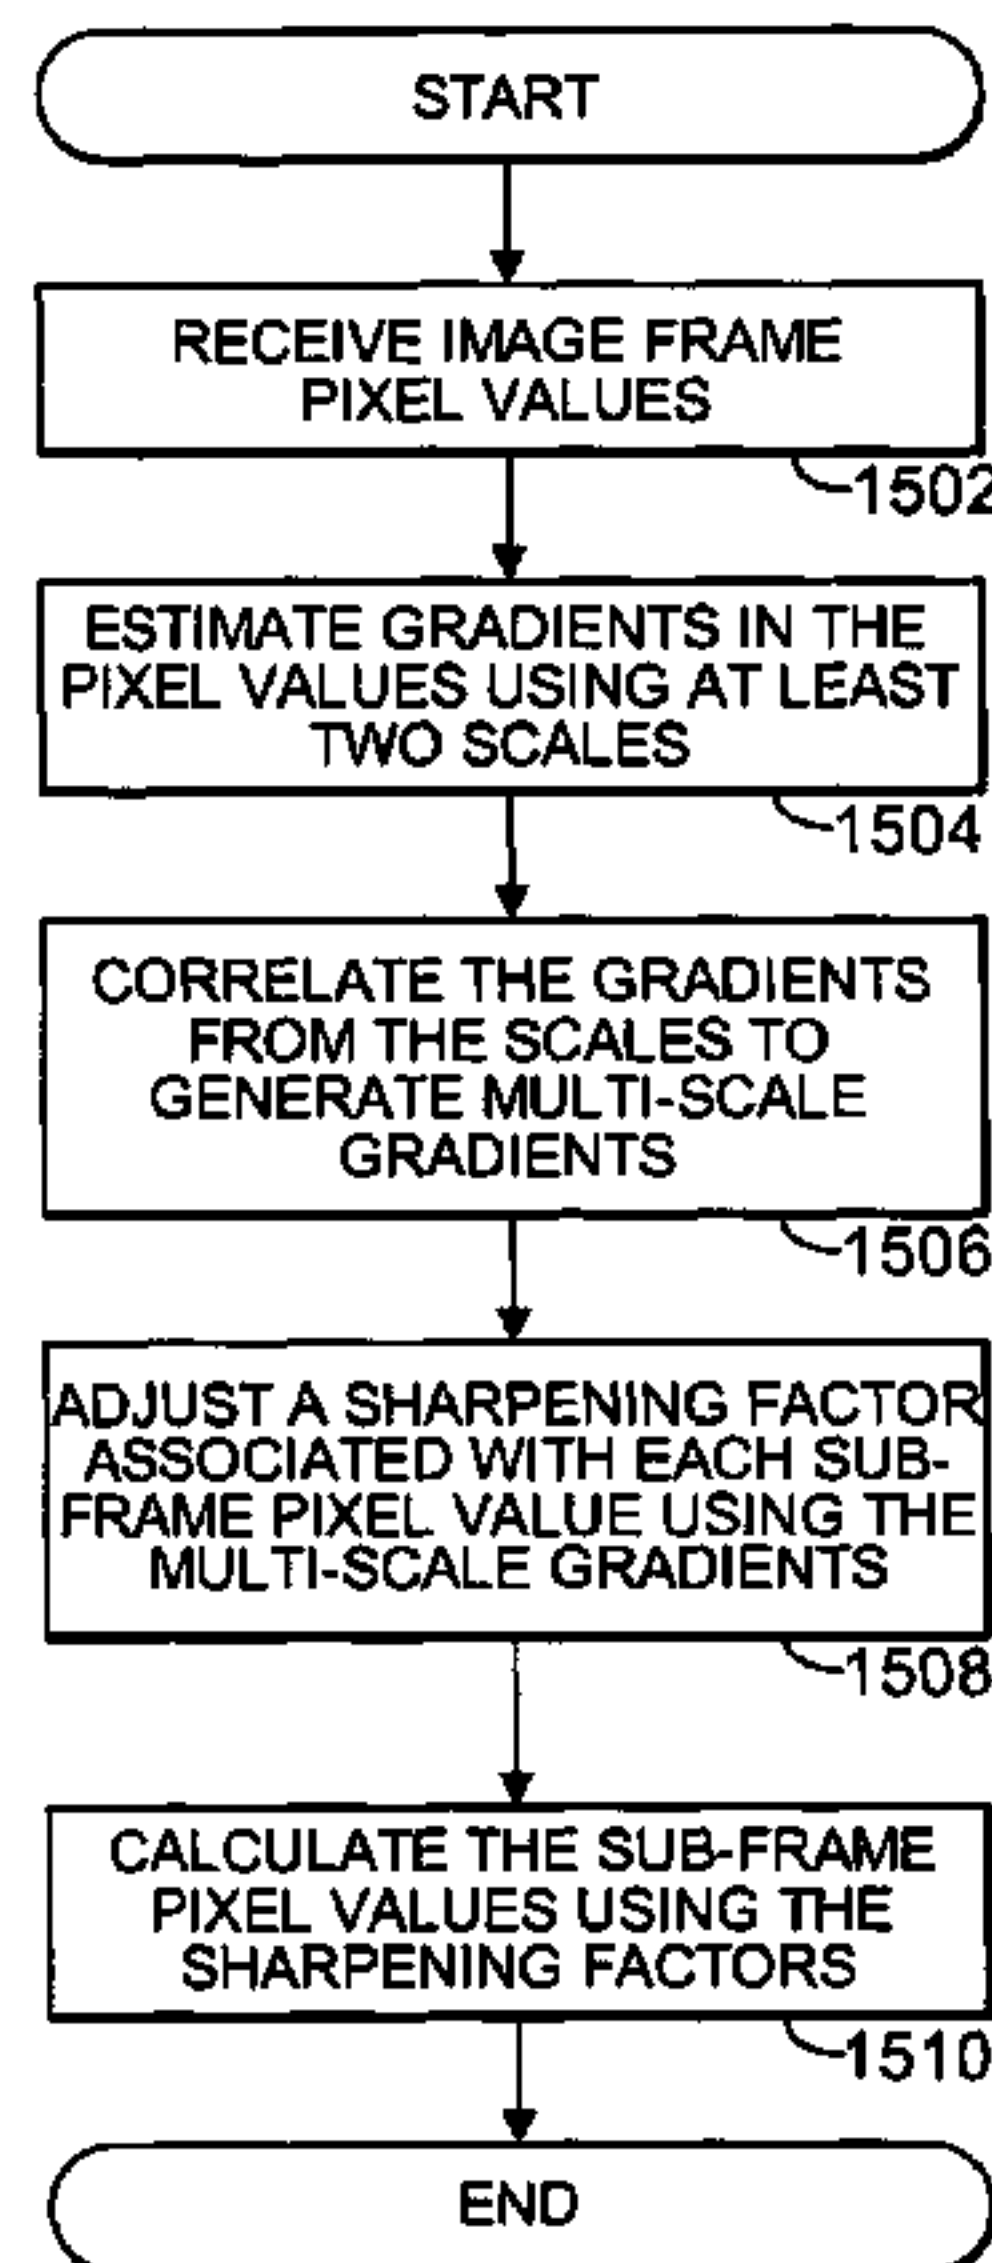 START
RECEIVE IMAGE FRAME
PIXEL VALUES
1502
ESTIMATE GRADIENTS IN THE
PIXEL VALUES USING AT LEAST
TWO SCALES
1504
CORRELATE THE GRADIENTS
FROM THE SCALES TO
GENERATE MULTI-SCALE
GRADIENTS
1506
ADJUST A SHARPENING FACTOR
ASSOCIATED WITH EACH SUB-
FRAME PIXEL VALUE USING THE
MULTI-SCALE GRADIENTS
1508
CALCULATE THE SUB-FRAME
PIXEL VALUES USING THE
SHARPENING FACTORS
1510
END